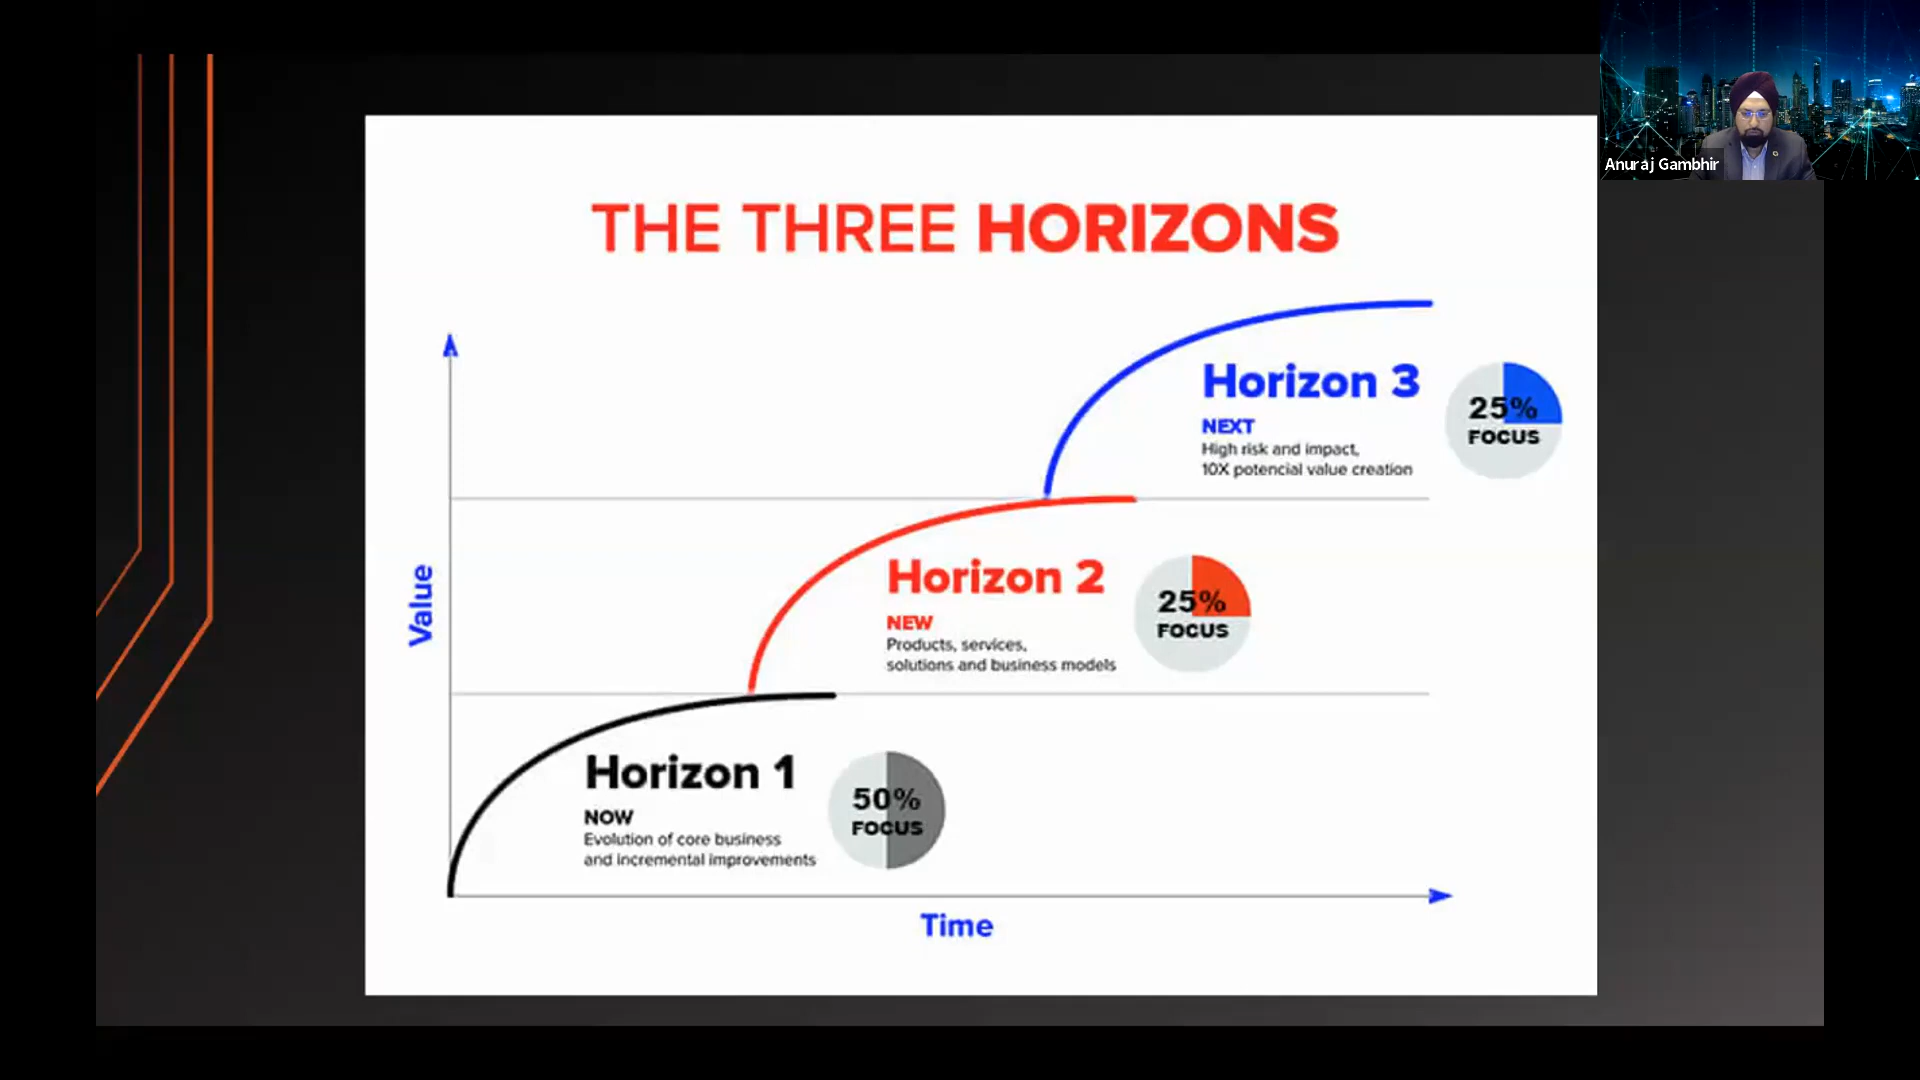 Anuraj Gambhir
THE THREE HORIZONS
Horizon 3
NEXT
High risk and impact,
10X potencial value creation
25%
FOCUS
Horizon 2
NEW
Products, services,
solutions and business models
25%
FOCUS
Value
Horizon 1
NOW
Evolution of core business
and incremental improvements
50%
FOCUS
Time